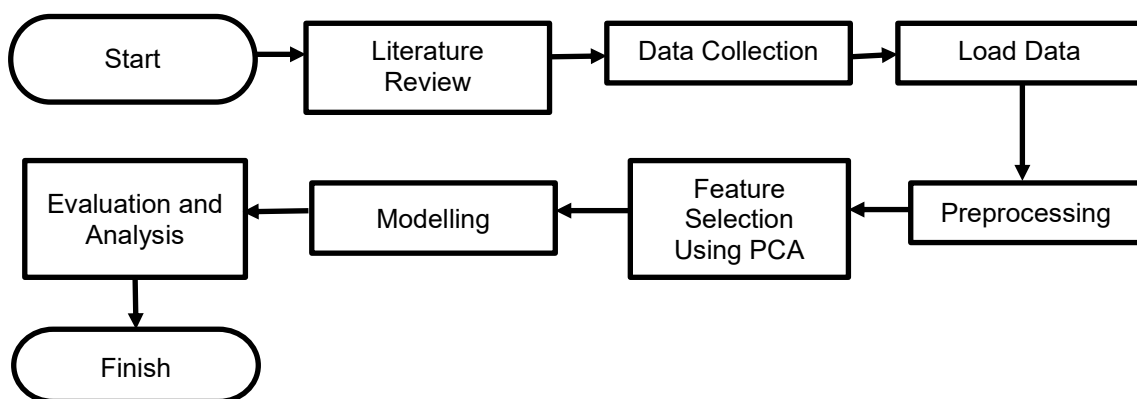 Start
Literature
Review
Data Collection
Load Data
Preprocessing
Feature
Selection
Using PCA
Modelling
Evaluation and
Analysis
Finish